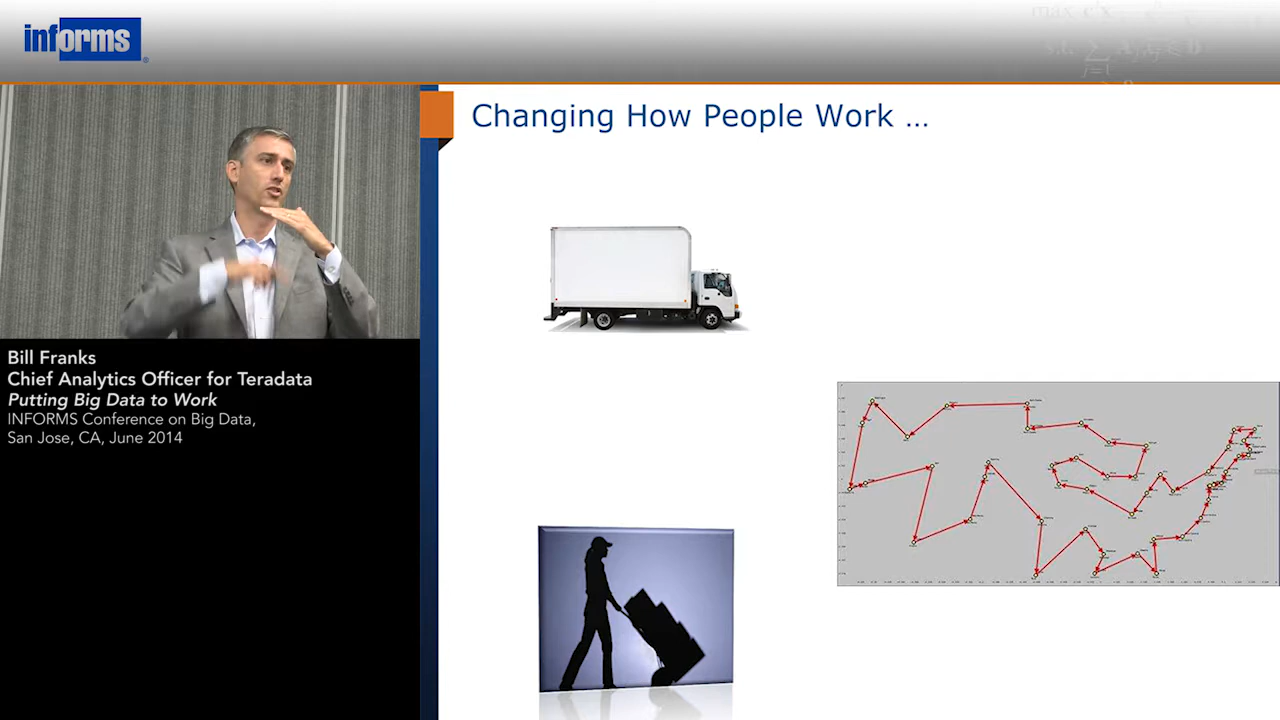 informs
Changing How People Work ...
Bill Franks
Chief Analytics Officer for Teradata
Putting Big Data to Work
INFORMS Conference on Big Data,
San Jose, CA, June 2014